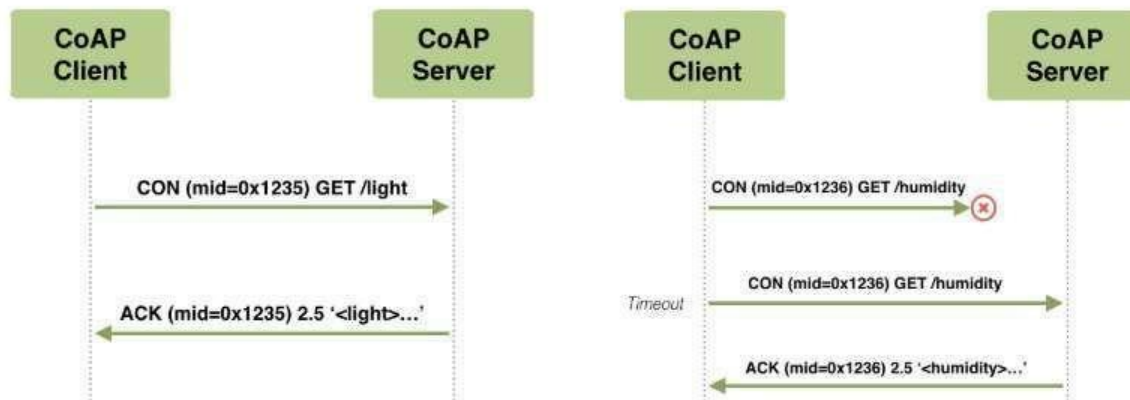 CoAP
Client
CoAP
Server
CON (mid=0x1235) GET /light
ACK (mid=0x1235) 2.5 ‘<light>…’
CoAP
Client
CoAP
Server
CON (mid=0x1236) GET /humidity
CON (mid=0x1236) GET /humidity
Timeout
ACK (mid=0x1236) 2.5 ‘<humidity>…’